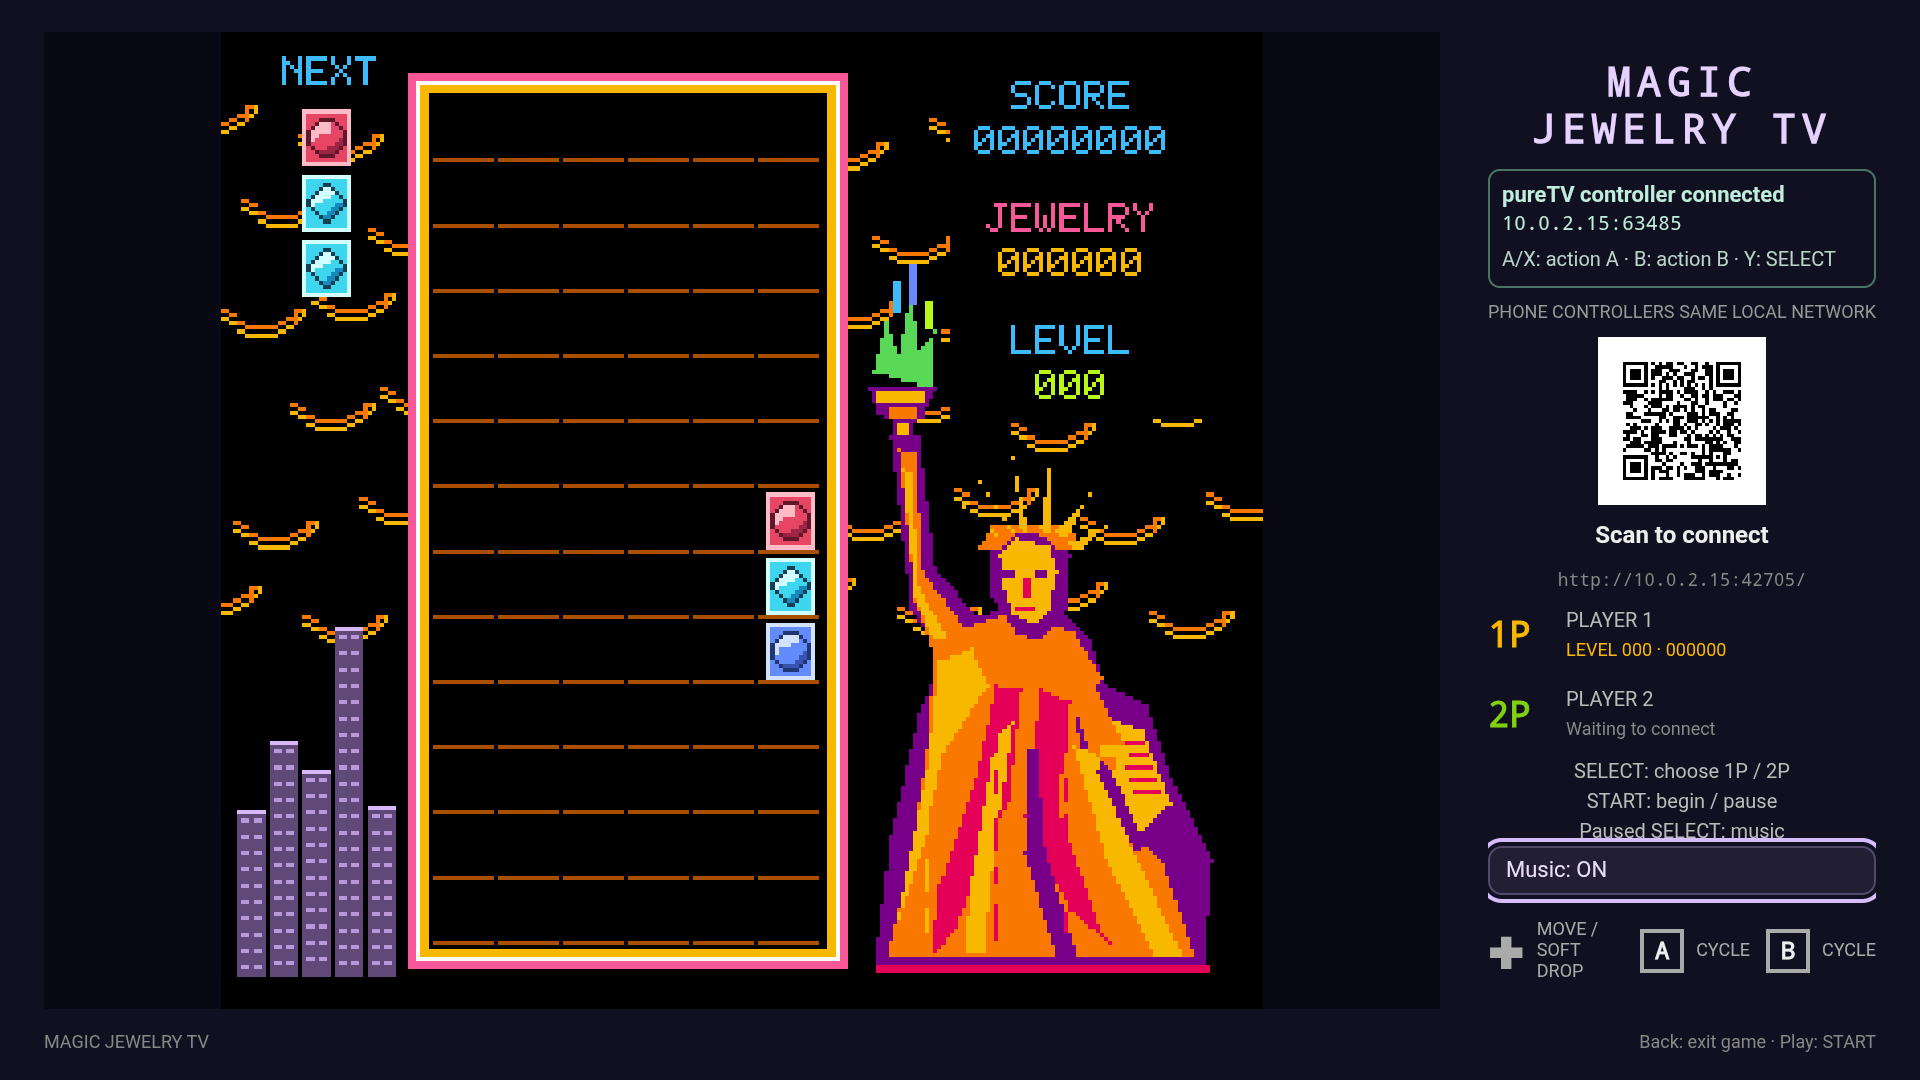 NEXT
SCORE
00000000
JEWELRY
000000
LEVEL
000
MAGIC
JEWELRY TV
pureTV controller connected
10.0.2.15:63485
A/X: action A · B: action B · Y: SELECT
PHONE CONTROLLERS SAME LOCAL NETWORK
Scan to connect
http://10.0.2.15:42705/
1P
PLAYER 1
LEVEL 000 · 000000
2P
PLAYER 2
Waiting to connect
SELECT: choose 1P / 2P
START: begin / pause
Paused SELECT: music
Music: ON
MOVE /
SOFT
DROP
A CYCLE
B CYCLE
MAGIC JEWELRY TV
Back: exit game · Play: START